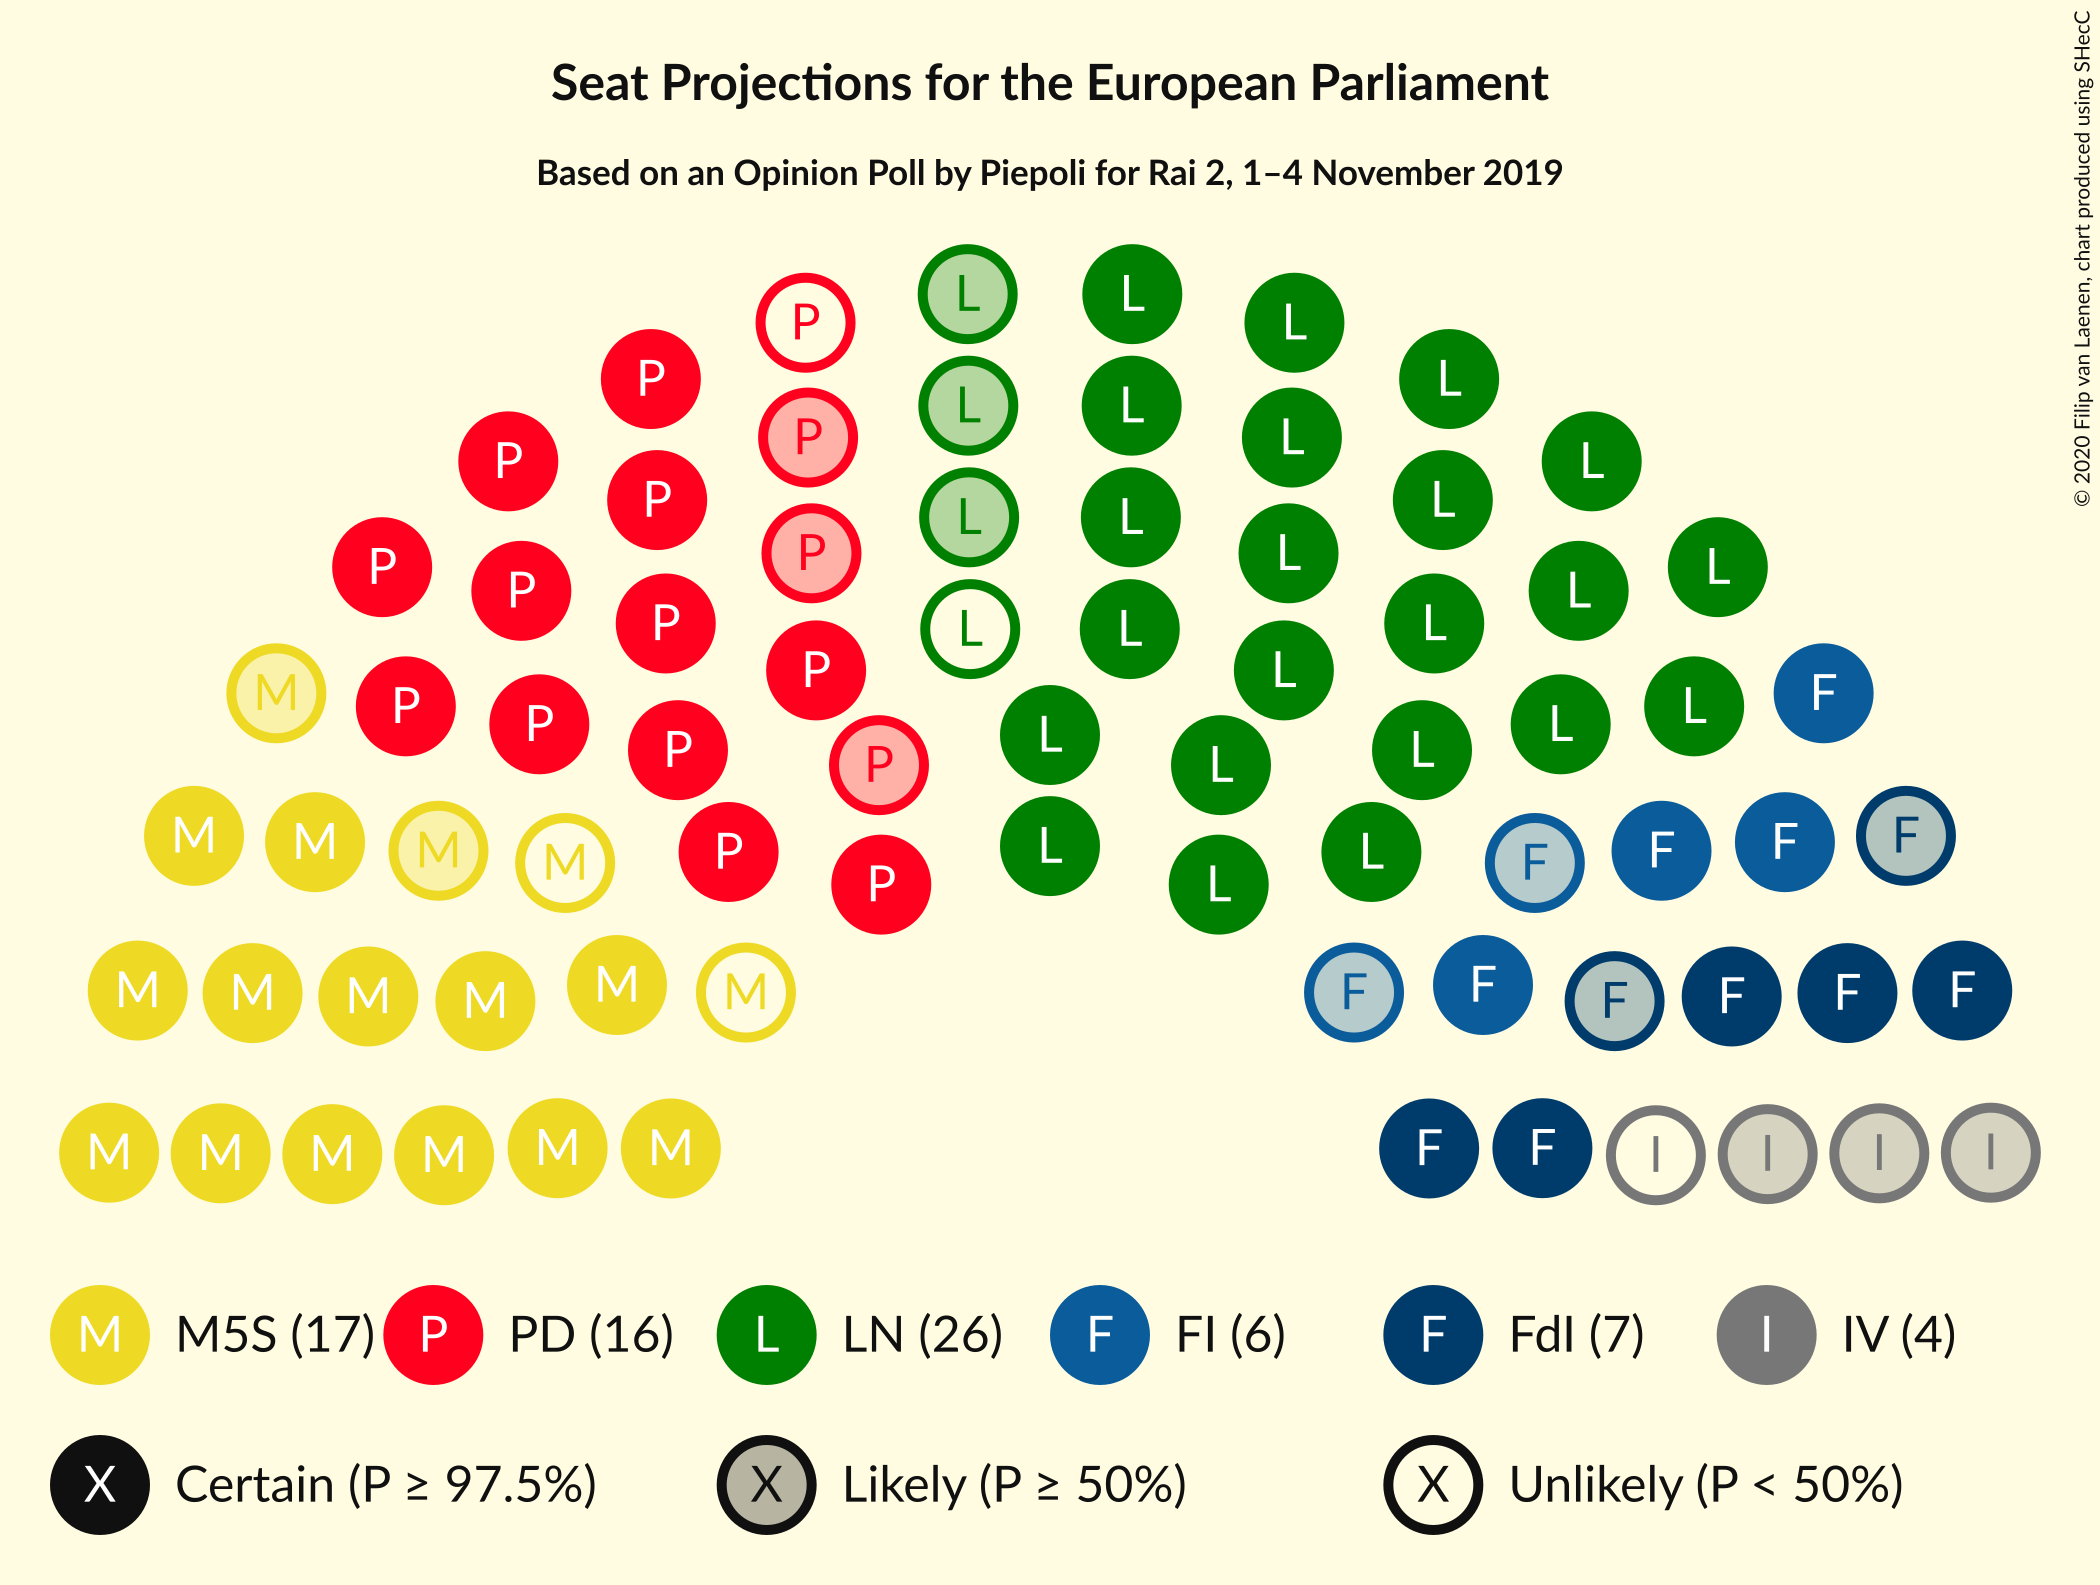 Seat Projections for the European Parliament
Based on an Opinion Poll by Piepoli for Rai 2, 1–4 November 2019
© 2020 Filip van Laenen, chart produced using SHecC
L L
P L
P L
P L L
P L
P L
P L
P L L
P L
P L
P L
P L L
P L
M F
P L
P L
L
P L
P L
M M F F
P L
L
M M F F
P L
P L
M M M M M M F F F F F F
M M M M M M F F I I I I
M M5S (17) P PD (16) L LN (26) F FI (6) F FdI (7) I IV (4)
X Certain (P ≥ 97.5%) X Likely (P ≥ 50%) X Unlikely (P < 50%)